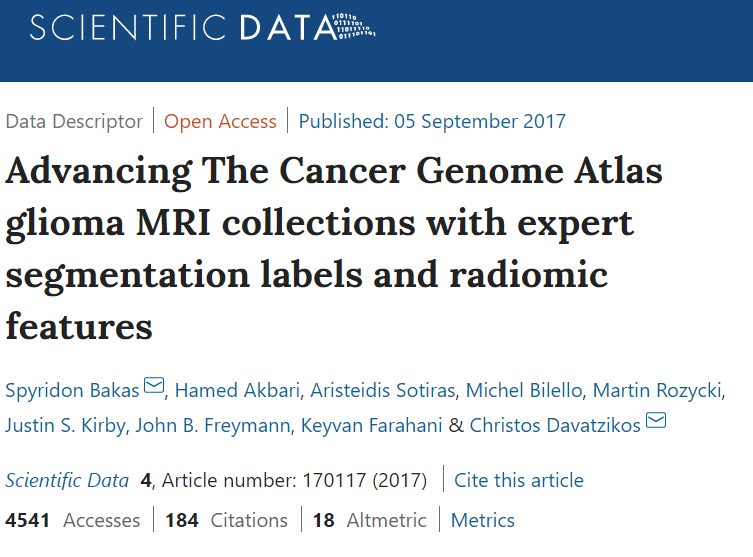 SCIENTIFIC DATA
Data Descriptor | Open Access | Published: 05 September 2017
Advancing The Cancer Genome Atlas
glioma MRI collections with expert
segmentation labels and radiomic
features
Spyridon Bakas, Hamed Akbari, Aristeidis Sotiras, Michel Bilello, Martin Rozycki,
Justin S. Kirby, John B. Freymann, Keyvan Farahani & Christos Davatzikos
Scientific Data 4, Article number: 170117 (2017) | Cite this article
4541 Accesses | 184 Citations | 18 Altmetric | Metrics